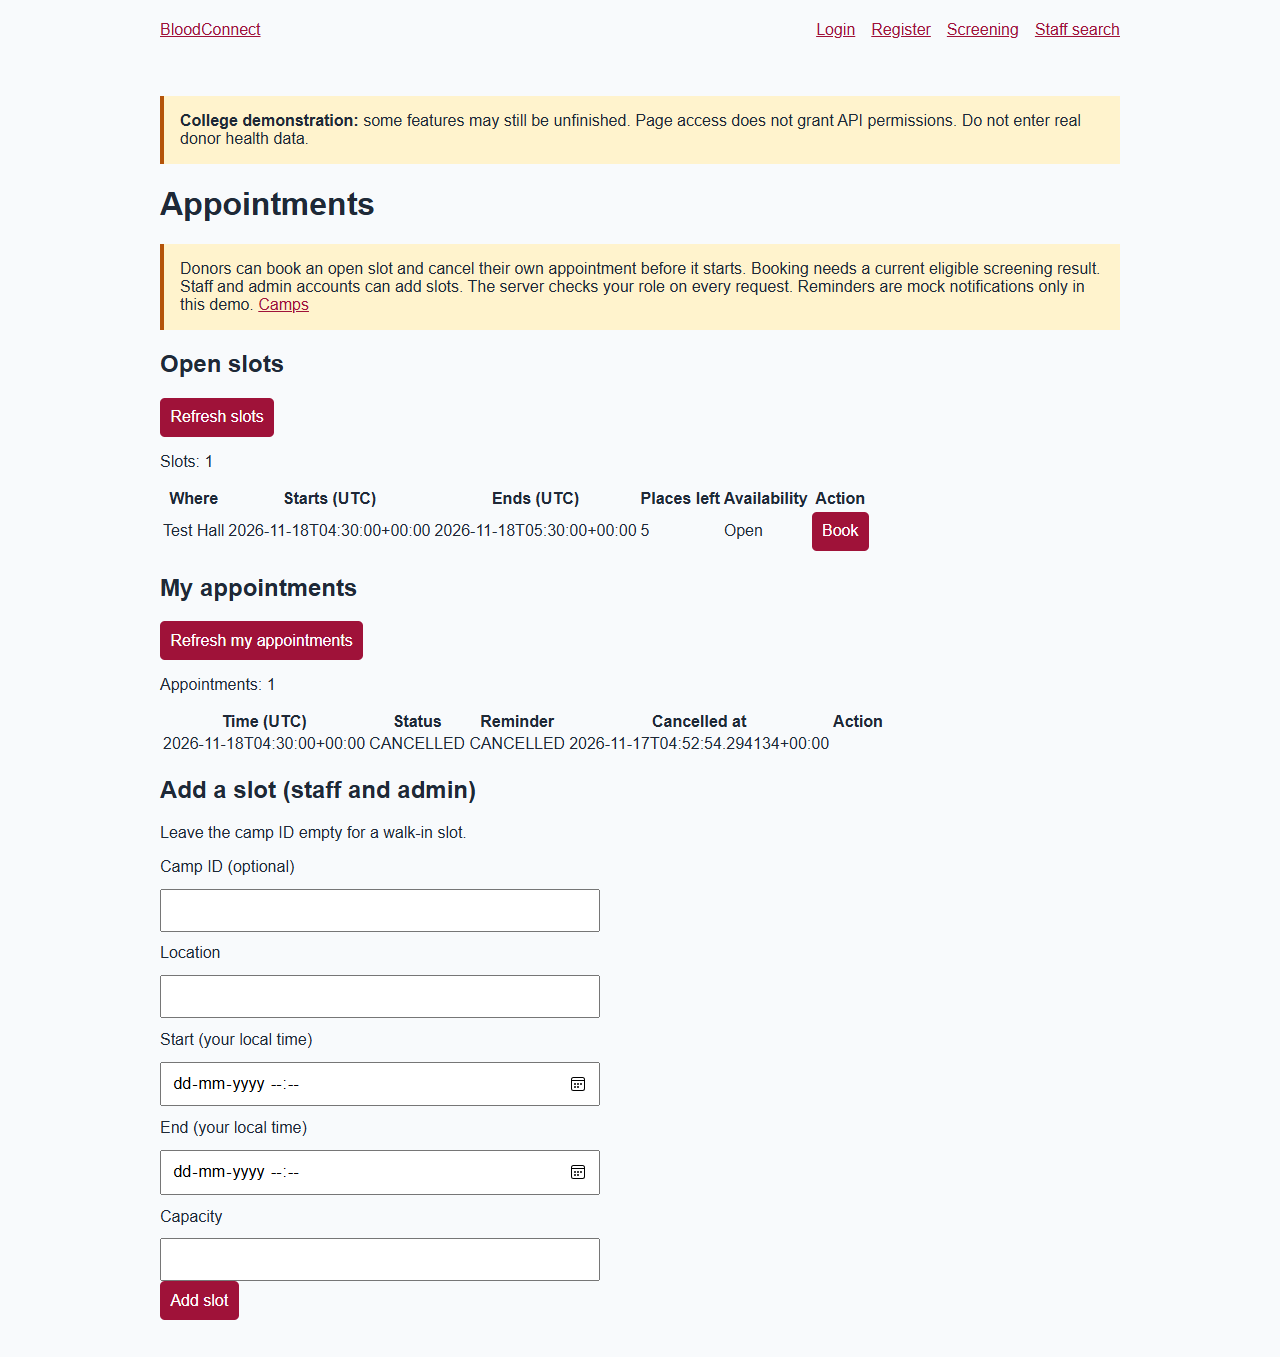 BloodConnect Login Register Screening Staff search
College demonstration: some features may still be unfinished. Page access does not grant API permissions. Do not enter real
donor health data.
Appointments
Donors can book an open slot and cancel their own appointment before it starts. Booking needs a current eligible screening result.
Staff and admin accounts can add slots. The server checks your role on every request. Reminders are mock notifications only in
this demo. Camps
Open slots
Refresh slots
Slots: 1
Where Starts (UTC) Ends (UTC) Places left Availability Action
Test Hall 2026-11-18T04:30:00+00:00 2026-11-18T05:30:00+00:00 5 Open Book
My appointments
Refresh my appointments
Appointments: 1
Time (UTC) Status Reminder Cancelled at Action
2026-11-18T04:30:00+00:00 CANCELLED CANCELLED 2026-11-17T04:52:54.294134+00:00
Add a slot (staff and admin)
Leave the camp ID empty for a walk-in slot.
Camp ID (optional)
Location
Start (your local time)
dd-mm-yyyy --:--
End (your local time)
dd-mm-yyyy --:--
Capacity
Add slot